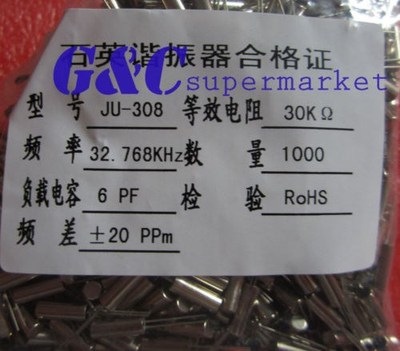 石英谐振器合格证
G&C supermarket
型 号 JU-308 等效电阻 30KΩ
频 率 32.768KHz 数 量 1000
负载电容 6 PF 检 验 RoHS
频 差 ±20 PPm